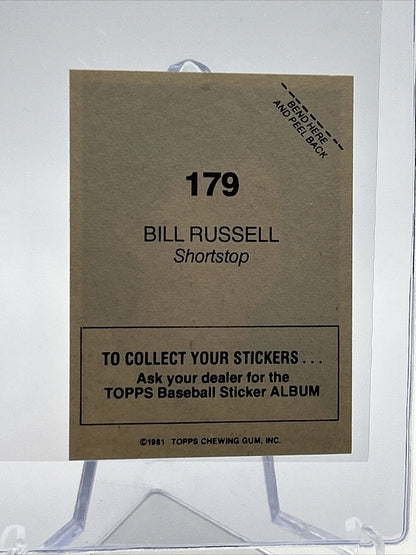 BEND HERE
AND PEEL BACK
179
BILL RUSSELL
Shortstop
TO COLLECT YOUR STICKERS...
Ask your dealer for the
TOPPS Baseball Sticker ALBUM
©1981 TOPPS CHEWING GUM, INC.